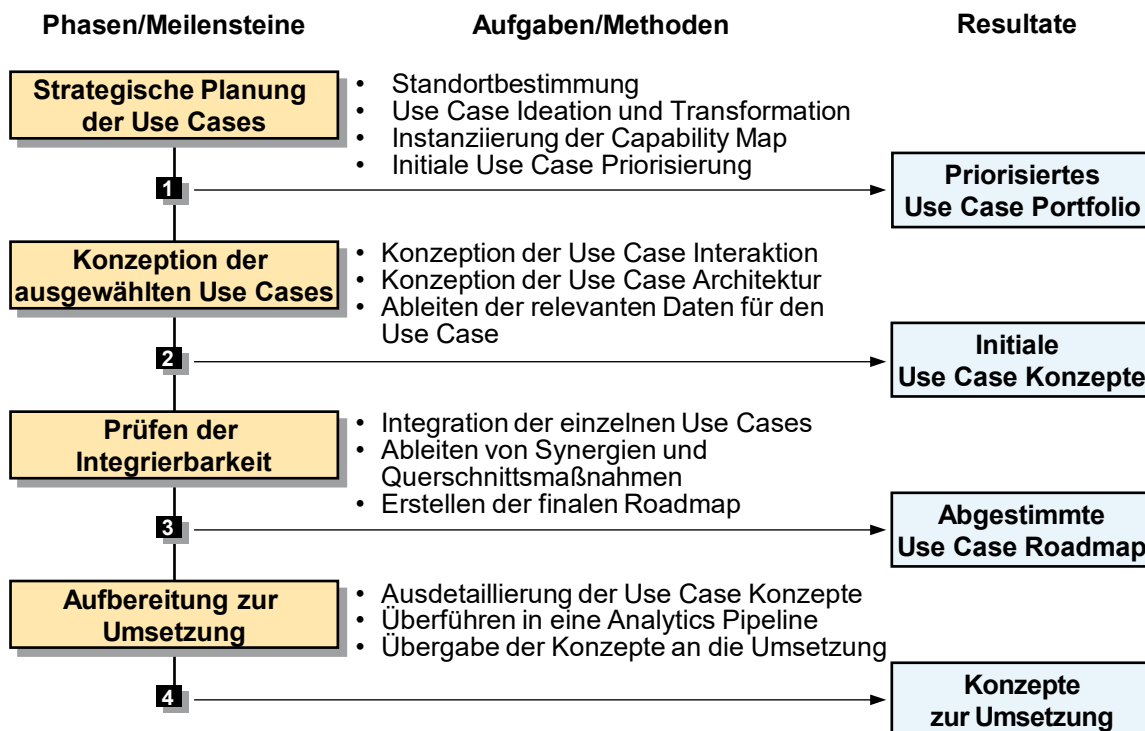 Phasen/Meilensteine
Aufgaben/Methoden
Resultate
Strategische Planung
der Use Cases
• Standortbestimmung
• Use Case Ideation und Transformation
• Instanziierung der Capability Map
• Initiale Use Case Priorisierung
1
Priorisiertes
Use Case Portfolio
Konzeption der
ausgewählten Use Cases
• Konzeption der Use Case Interaktion
• Konzeption der Use Case Architektur
• Ableiten der relevanten Daten für den
Use Case
2
Initiale
Use Case Konzepte
Prüfen der
Integrierbarkeit
• Integration der einzelnen Use Cases
• Ableiten von Synergien und
Querschnittsmaßnahmen
• Erstellen der finalen Roadmap
3
Abgestimmte
Use Case Roadmap
Aufbereitung zur
Umsetzung
• Ausdetaillierung der Use Case Konzepte
• Überführen in eine Analytics Pipeline
• Übergabe der Konzepte an die Umsetzung
4
Konzepte
zur Umsetzung